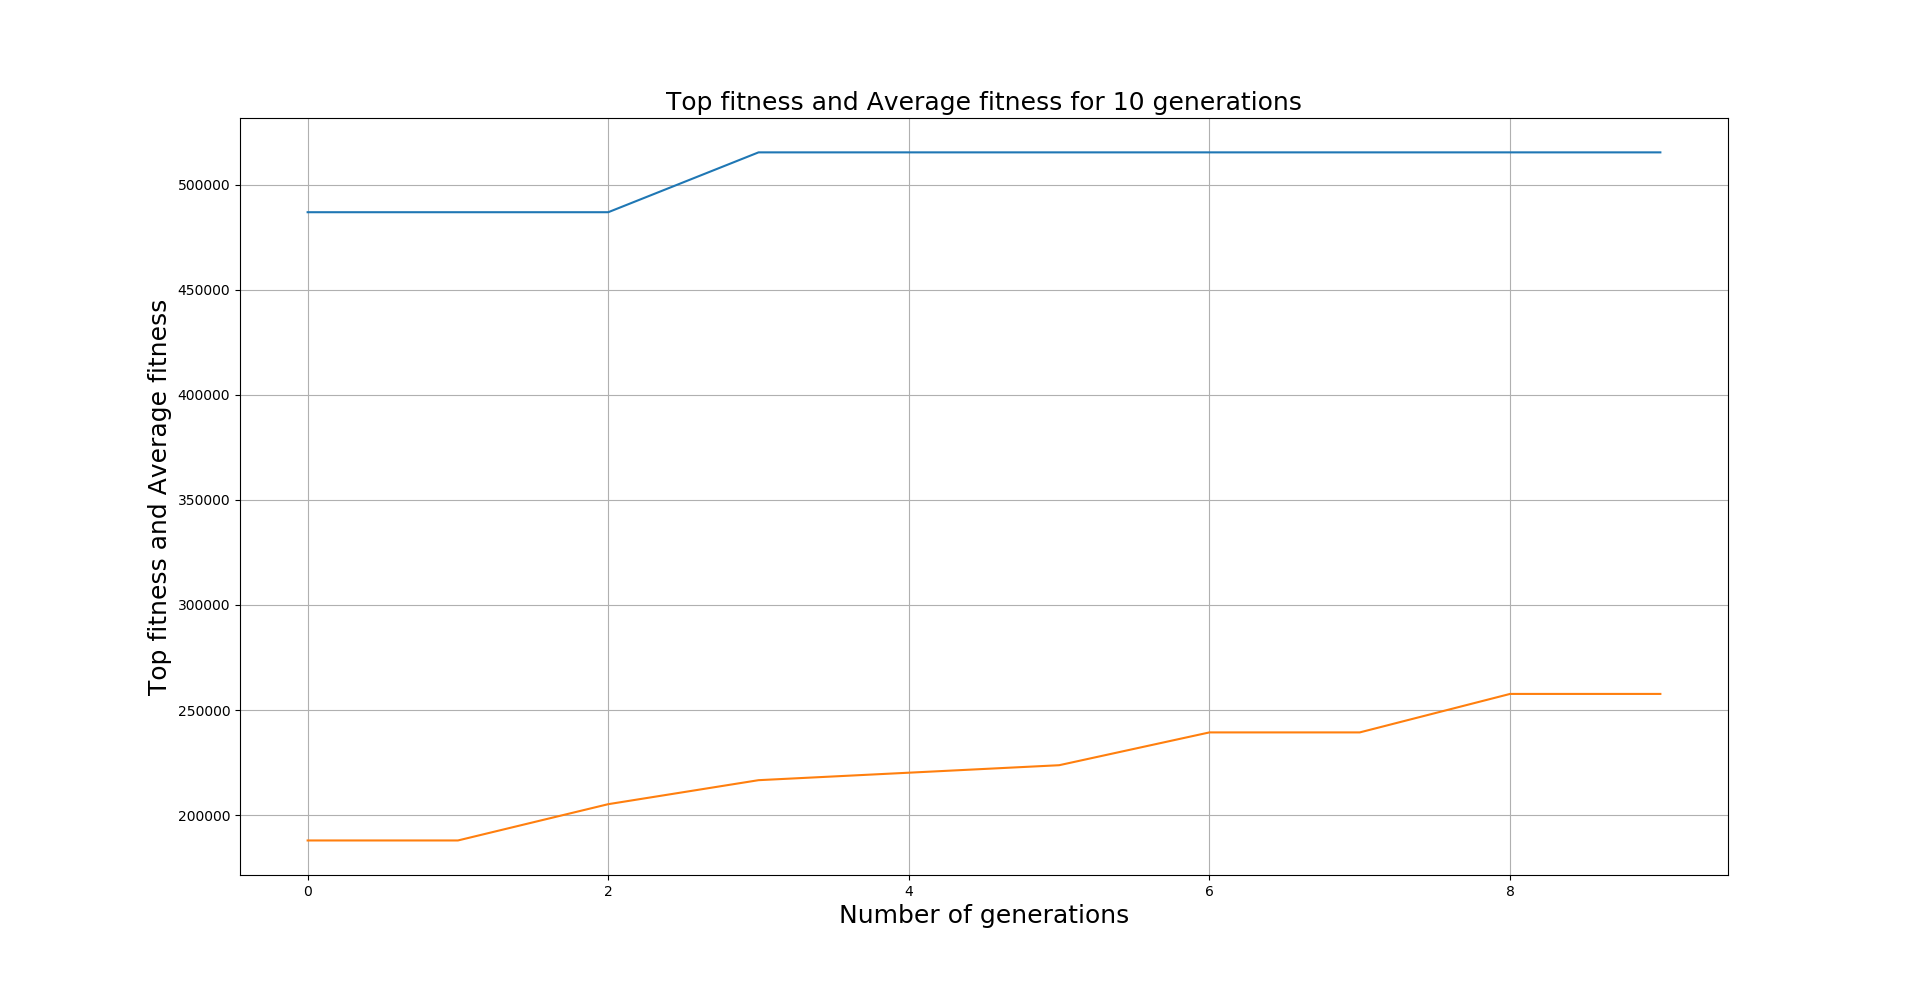 Top fitness and Average fitness for 10 generations
Top fitness and Average fitness
500000
450000
400000
350000
300000
250000
200000
0 2 4 6 8
Number of generations